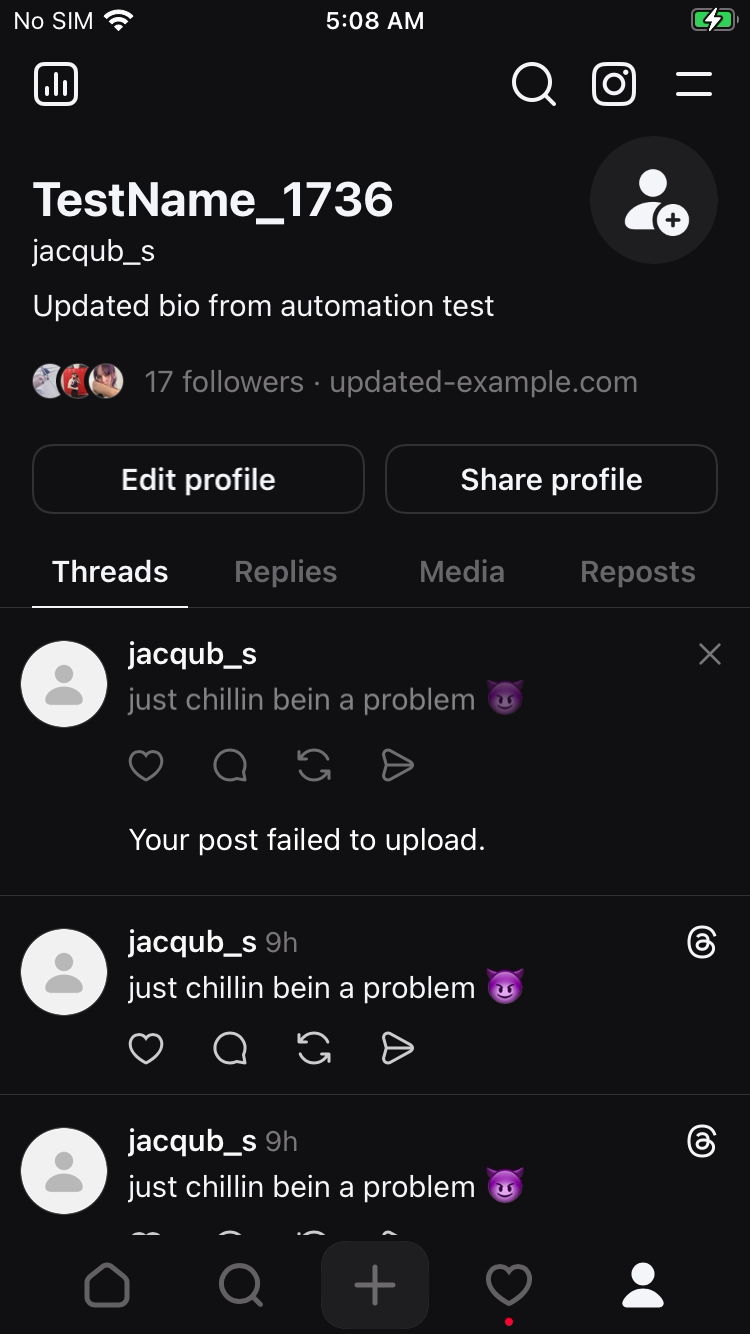 No SIM 5:08 AM
TestName_1736
jacqub_s
Updated bio from automation test
17 followers · updated-example.com
Edit profile Share profile
Threads Replies Media Reposts
jacqub_s
just chillin bein a problem 😈
Your post failed to upload.
jacqub_s 9h
just chillin bein a problem 😈
jacqub_s 9h
just chillin bein a problem 😈